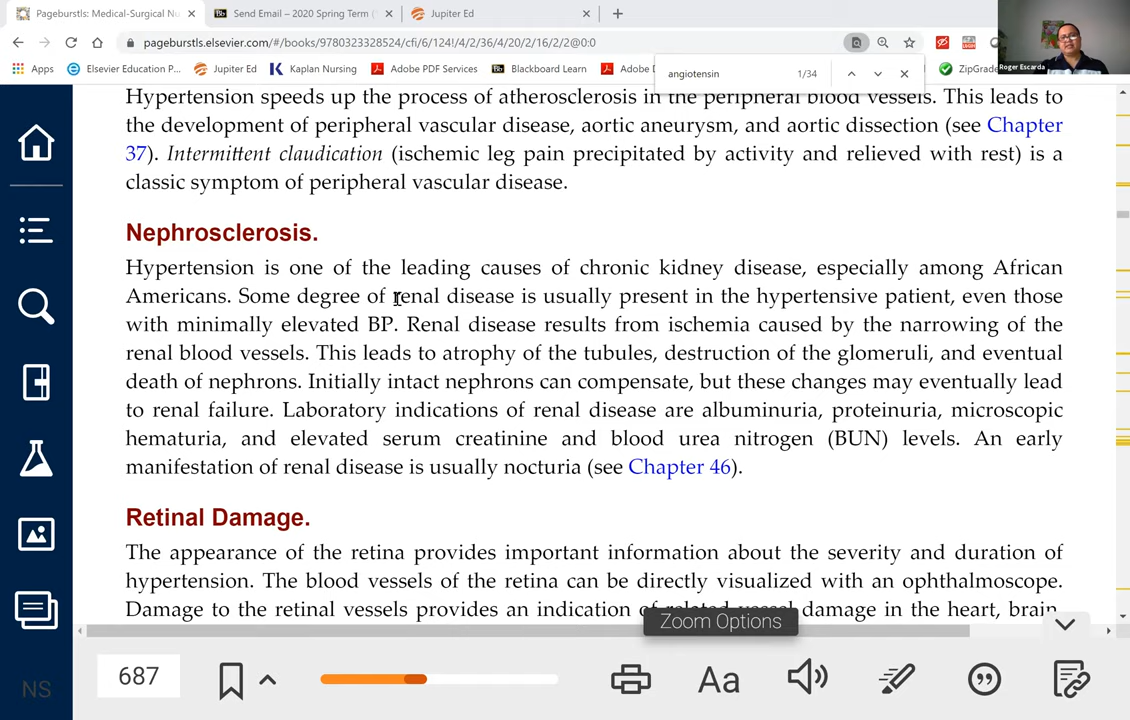 Pageburstls: Medical-Surgical Nu
Send Email – 2020 Spring Term (
Jupiter Ed
pageburstls.elsevier.com/#/books/9780323328524/cfi/6/124!/4/2/36/4/20/2/16/2/2@0:0
Roger Escarda
Apps
Elsevier Education P...
Jupiter Ed
Kaplan Nursing
Adobe PDF Services
Blackboard Learn
Adobe D
angiotensin
1/34
ZipGrade
Hypertension speeds up the process of atherosclerosis in the peripheral blood vessels. This leads to
the development of peripheral vascular disease, aortic aneurysm, and aortic dissection (see Chapter
37). Intermittent claudication (ischemic leg pain precipitated by activity and relieved with rest) is a
classic symptom of peripheral vascular disease.
Nephrosclerosis.
Hypertension is one of the leading causes of chronic kidney disease, especially among African
Americans. Some degree of renal disease is usually present in the hypertensive patient, even those
with minimally elevated BP. Renal disease results from ischemia caused by the narrowing of the
renal blood vessels. This leads to atrophy of the tubules, destruction of the glomeruli, and eventual
death of nephrons. Initially intact nephrons can compensate, but these changes may eventually lead
to renal failure. Laboratory indications of renal disease are albuminuria, proteinuria, microscopic
hematuria, and elevated serum creatinine and blood urea nitrogen (BUN) levels. An early
manifestation of renal disease is usually nocturia (see Chapter 46).
Retinal Damage.
The appearance of the retina provides important information about the severity and duration of
hypertension. The blood vessels of the retina can be directly visualized with an ophthalmoscope.
Damage to the retinal vessels provides an indication of related vessel damage in the heart, brain,
Zoom Options
NS
687
Aa